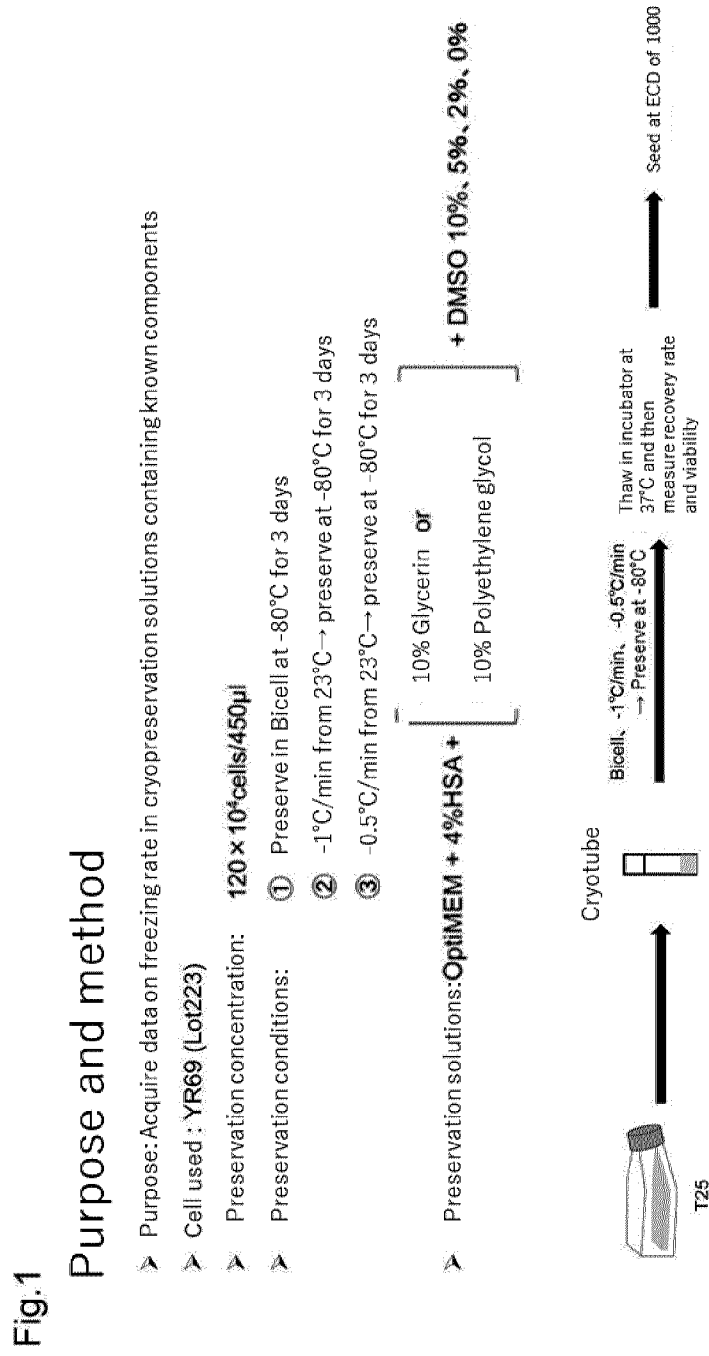 Fig.1
Purpose and method
➢ Purpose: Acquire data on freezing rate in cryopreservation solutions containing known components
➢ Cell used : YR69 (Lot223)
➢ Preservation concentration: 120×10⁴cells/450μl
➢ Preservation conditions: ① Preserve in Bicell at -80°C for 3 days
② -1°C/min from 23°C→ preserve at -80°C for 3 days
③ -0.5°C/min from 23°C→ preserve at -80°C for 3 days
10% Glycerin or
➢ Preservation solutions:OptiMEM + 4%HSA + + DMSO 10%、5%、2%、0%
10% Polyethylene glycol
Cryotube
Bicell、-1°C/min、-0.5°C/min
→ Preserve at -80°C
Thaw in incubator at
37°C and then
measure recovery rate
and viability
Seed at ECD of 1000
T25